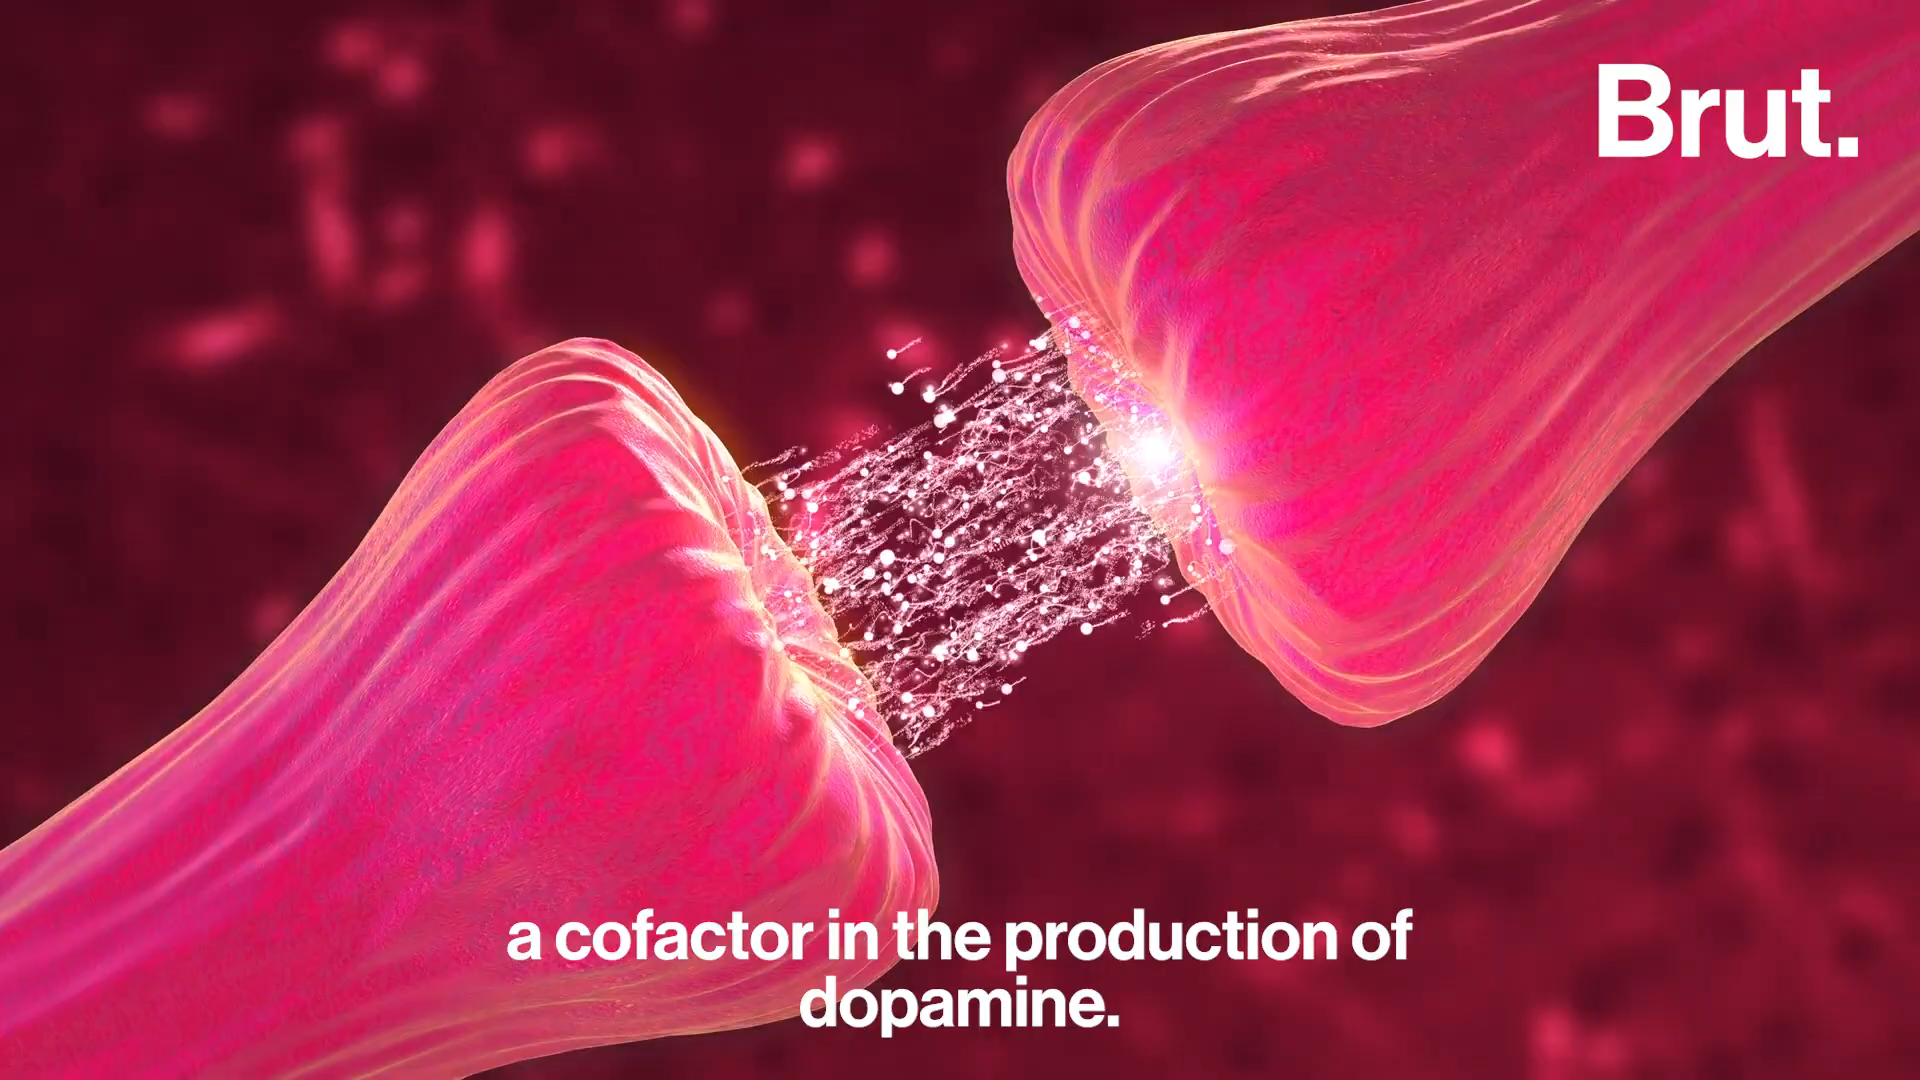 Brut.
a cofactor in the production of
dopamine.